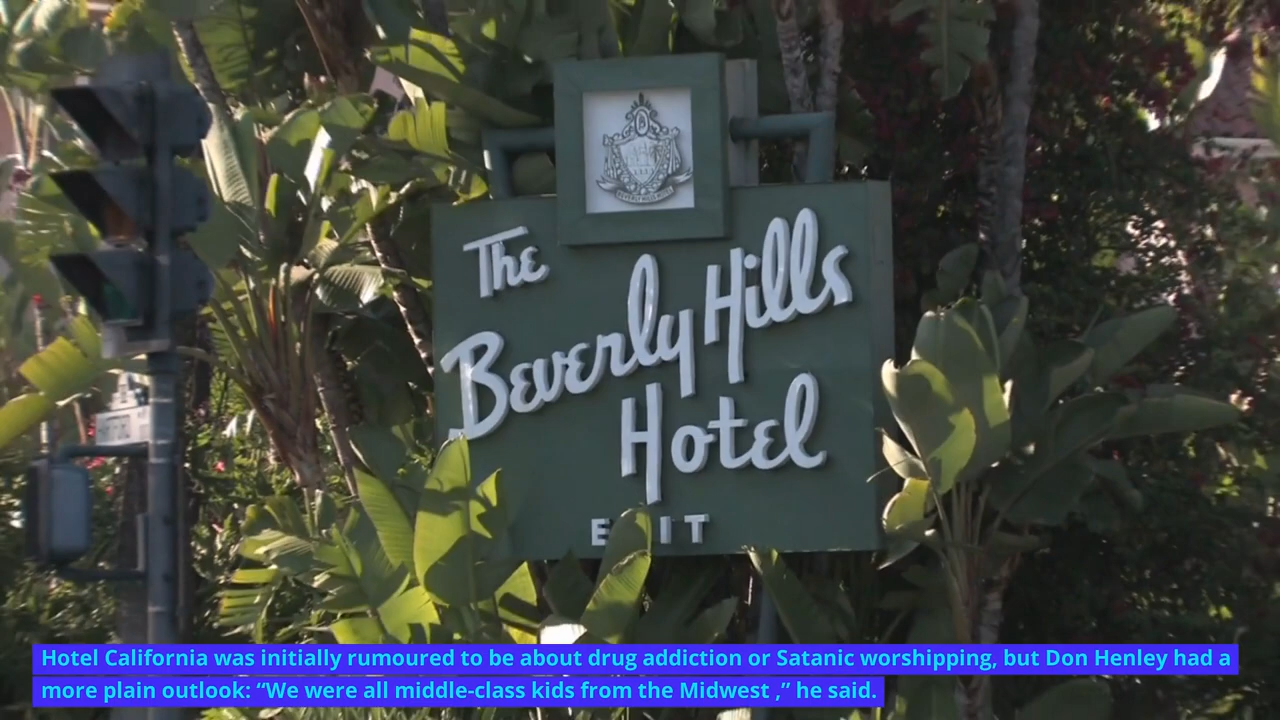 The
Beverly Hills
Hotel
Hotel California was initially rumoured to be about drug addiction or Satanic worshipping, but Don Henley had a
more plain outlook: “We were all middle-class kids from the Midwest ,” he said.